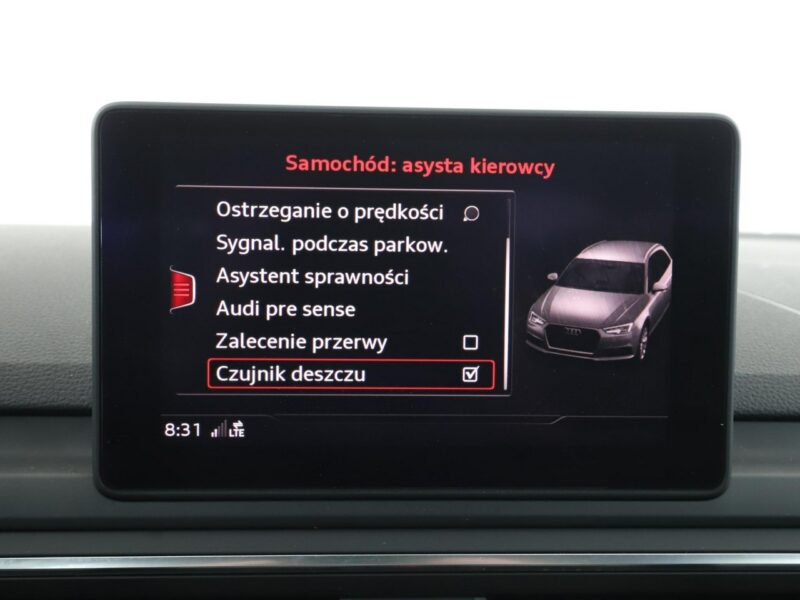 Samochód: asysta kierowcy
Ostrzeganie o prędkości
Sygnal. podczas parkow.
Asystent sprawności
Audi pre sense
Zalecenie przerwy
Czujnik deszczu
8:31 LTE